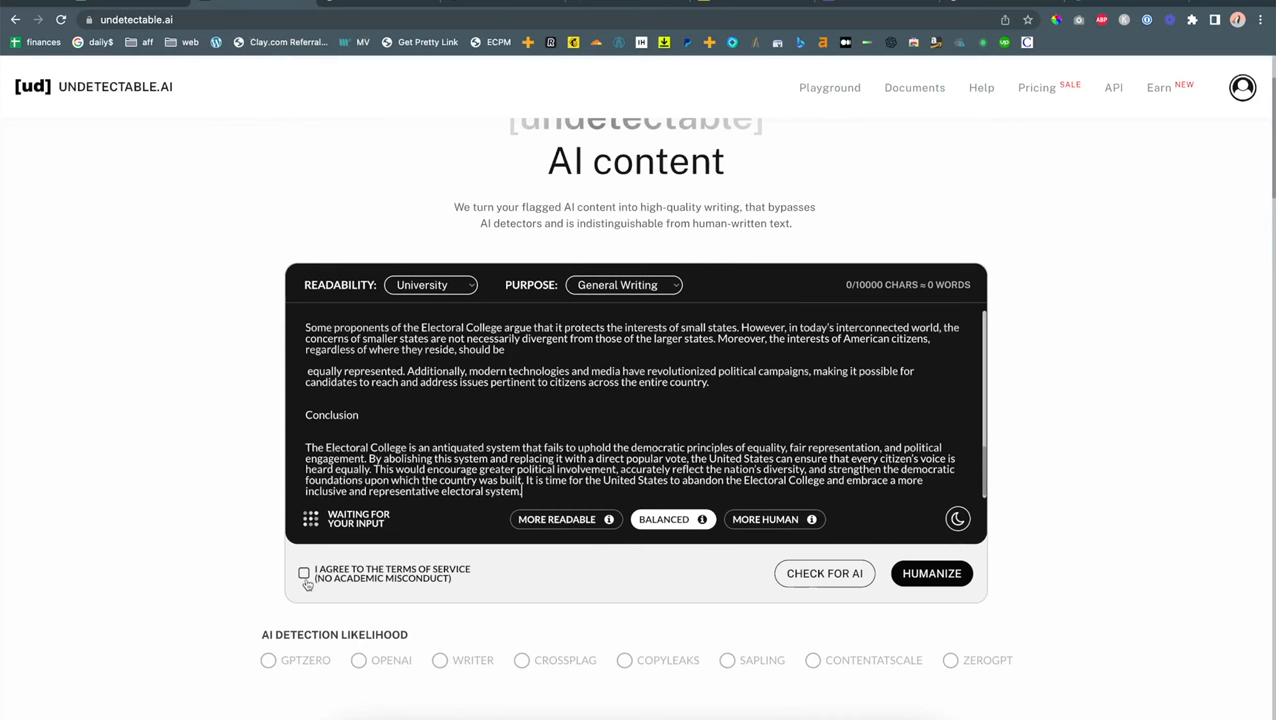 undetectable.ai
finances
daily$
aff
web
Clay.com Referral...
MV
Get Pretty Link
ECPM
[ud] UNDETECTABLE.AI
Playground
Documents
Help
Pricing SALE
API
Earn NEW
[undetectable]
AI content
We turn your flagged AI content into high-quality writing, that bypasses
AI detectors and is indistinguishable from human-written text.
READABILITY: University PURPOSE: General Writing 0/10000 CHARS ≈ 0 WORDS
Some proponents of the Electoral College argue that it protects the interests of small states. However, in today's interconnected world, the
concerns of smaller states are not necessarily divergent from those of the larger states. Moreover, the interests of American citizens,
regardless of where they reside, should be
equally represented. Additionally, modern technologies and media have revolutionized political campaigns, making it possible for
candidates to reach and address issues pertinent to citizens across the entire country.
Conclusion
The Electoral College is an antiquated system that fails to uphold the democratic principles of equality, fair representation, and political
engagement. By abolishing this system and replacing it with a direct popular vote, the United States can ensure that every citizen's voice is
heard equally. This would encourage greater political involvement, accurately reflect the nation's diversity, and strengthen the democratic
foundations upon which the country was built. It is time for the United States to abandon the Electoral College and embrace a more
inclusive and representative electoral system.
WAITING FOR
YOUR INPUT
MORE READABLE
BALANCED
MORE HUMAN
I AGREE TO THE TERMS OF SERVICE
(NO ACADEMIC MISCONDUCT)
CHECK FOR AI
HUMANIZE
AI DETECTION LIKELIHOOD
GPTZERO
OPENAI
WRITER
CROSSPLAG
COPYLEAKS
SAPLING
CONTENTATSCALE
ZEROGPT